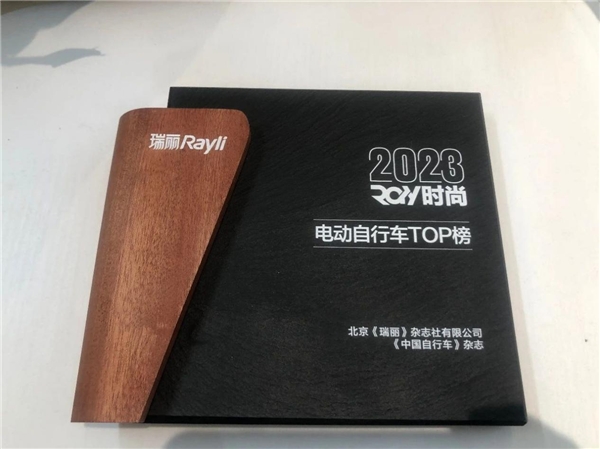 瑞丽Rayli
2023
RQH时尚
电动自行车TOP榜
北京《瑞丽》杂志社有限公司
《中国自行车》杂志